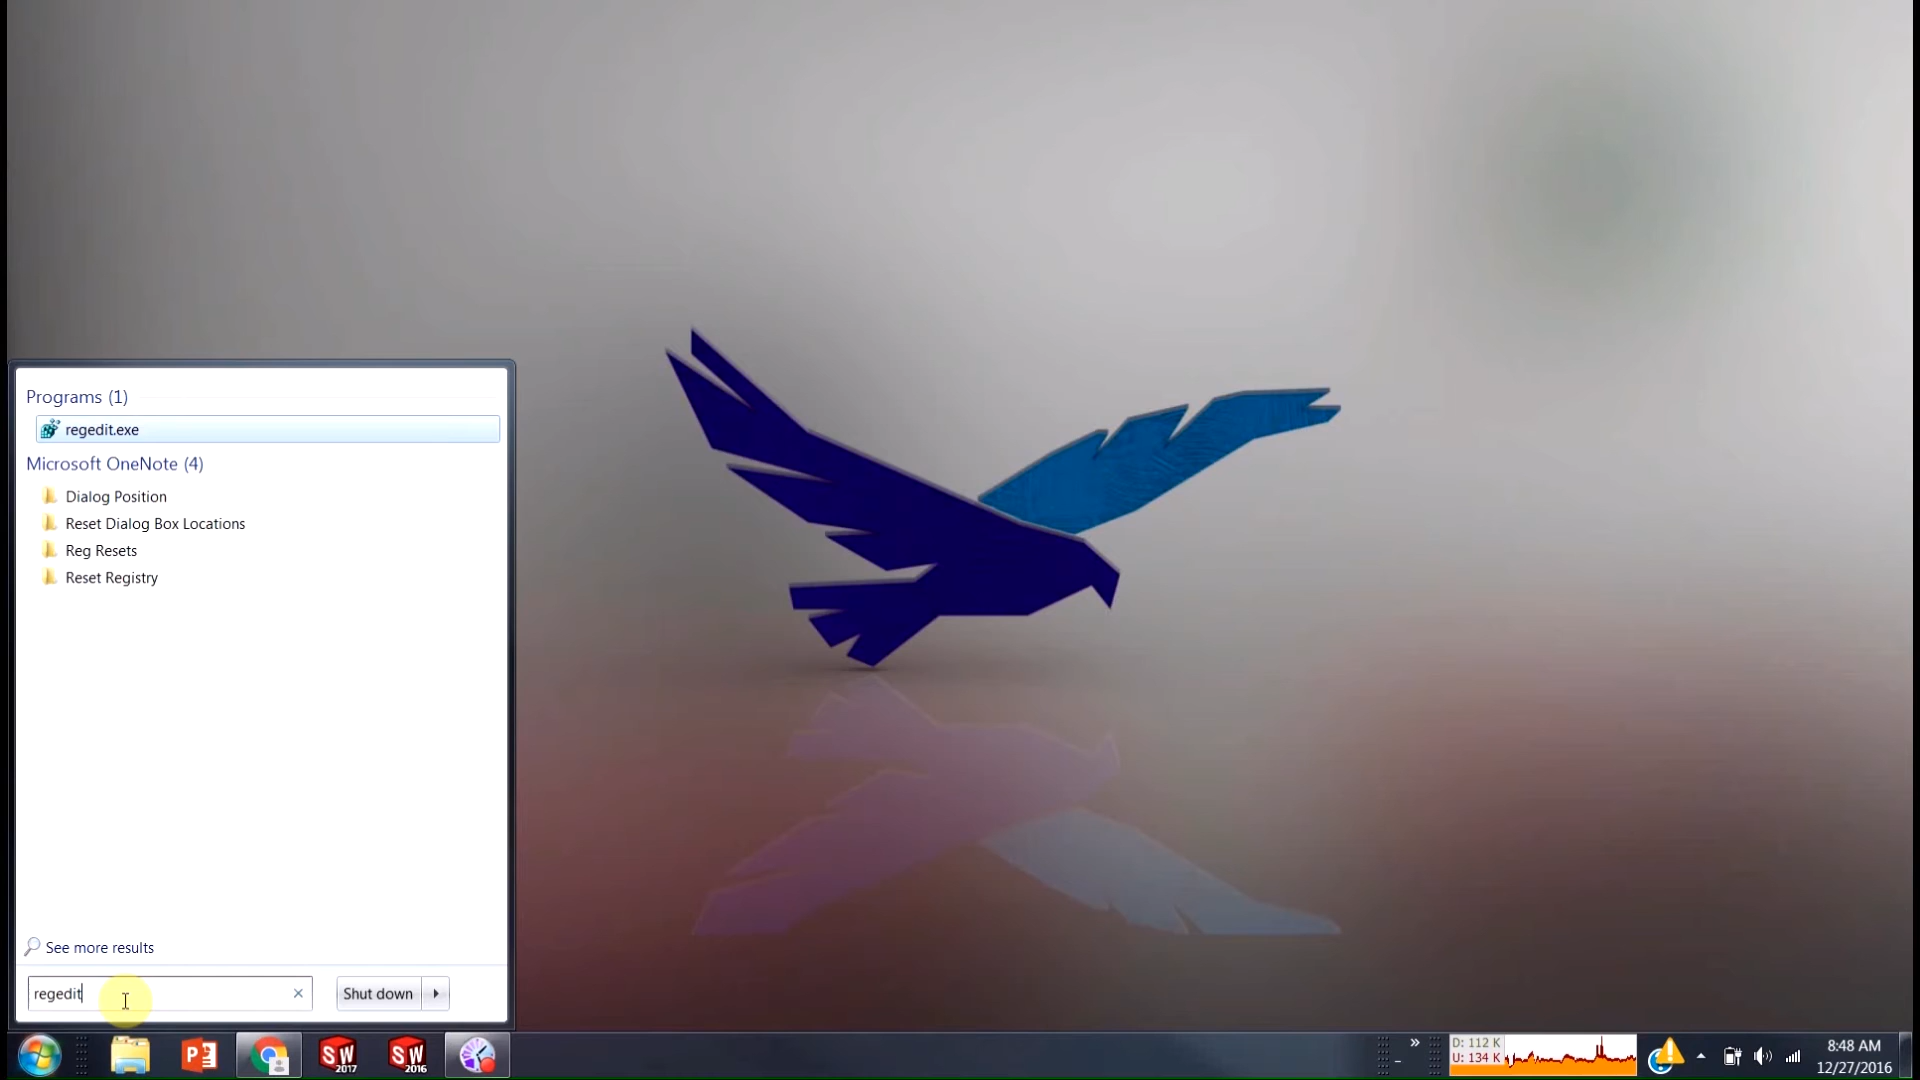 Programs (1)
regedit.exe
Microsoft OneNote (4)
Dialog Position
Reset Dialog Box Locations
Reg Resets
Reset Registry
See more results
regedit
Shut down
P
SW
2017
SW
2016
»
D: 112 K
U: 134 K
8:48 AM
12/27/2016